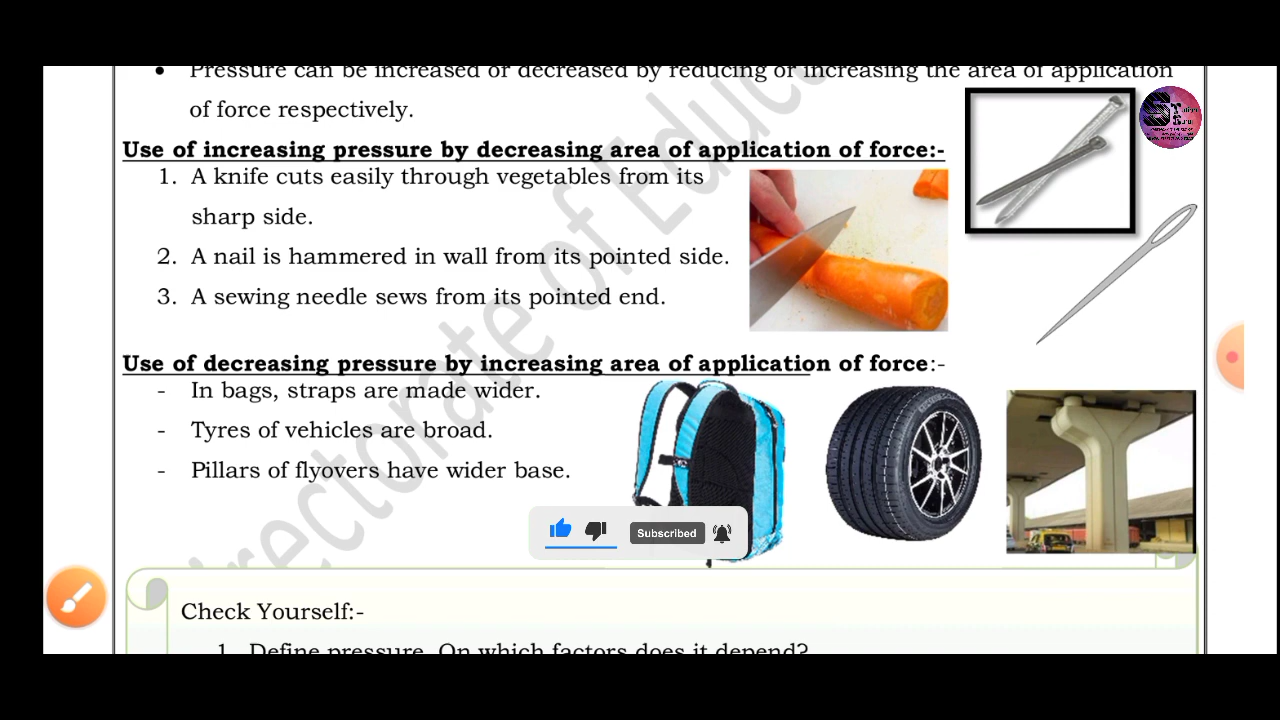 • Pressure can be increased or decreased by reducing or increasing the area of application
of force respectively.
Use of increasing pressure by decreasing area of application of force:-
1. A knife cuts easily through vegetables from its
sharp side.
2. A nail is hammered in wall from its pointed side.
3. A sewing needle sews from its pointed end.
Use of decreasing pressure by increasing area of application of force:-
- In bags, straps are made wider.
- Tyres of vehicles are broad.
- Pillars of flyovers have wider base.
Subscribed
Check Yourself:-
1. Define pressure. On which factors does it depend?